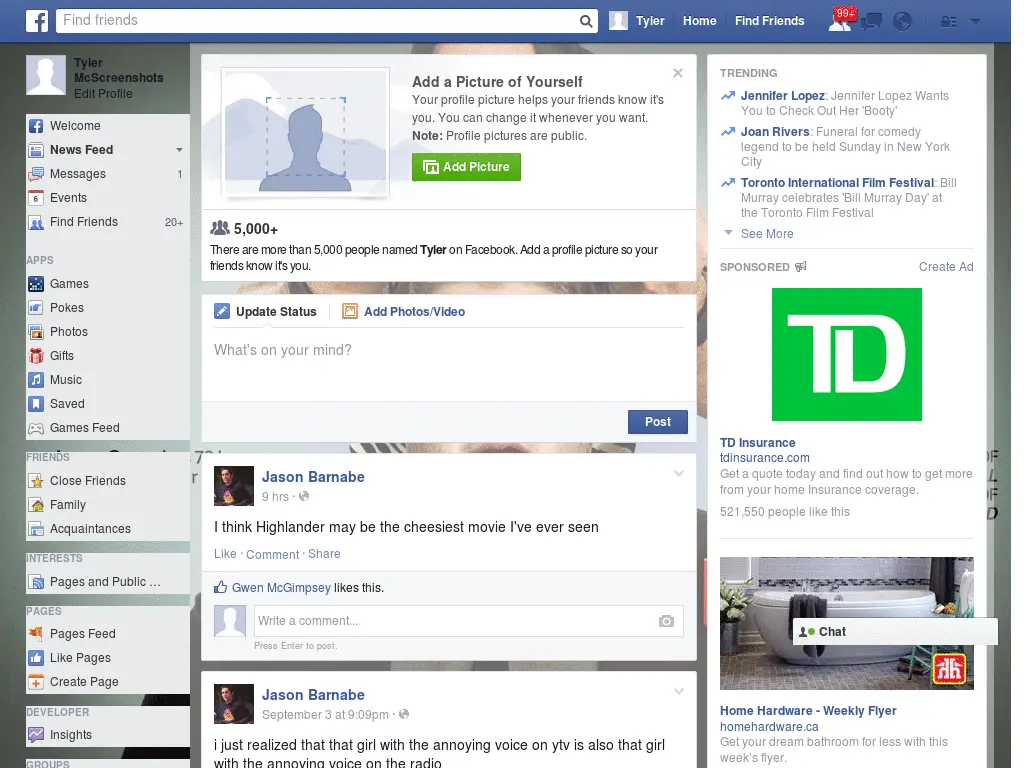 Find friends
Tyler
Home
Find Friends
99+
Tyler
McScreenshots
Edit Profile
Welcome
News Feed
Messages 1
6 Events
Find Friends 20+
APPS
Games
Pokes
Photos
Gifts
Music
Saved
Games Feed
FRIENDS
Close Friends
Family
Acquaintances
INTERESTS
Pages and Public ...
PAGES
Pages Feed
Like Pages
Create Page
DEVELOPER
Insights
GROUPS
Add a Picture of Yourself
Your profile picture helps your friends know it's
you. You can change it whenever you want.
Note: Profile pictures are public.
Add Picture
5,000+
There are more than 5,000 people named Tyler on Facebook. Add a profile picture so your
friends know it's you.
Update Status
Add Photos/Video
What's on your mind?
Post
Jason Barnabe
9 hrs ·
I think Highlander may be the cheesiest movie I've ever seen
Like · Comment · Share
Gwen McGimpsey likes this.
Write a comment...
Press Enter to post.
Jason Barnabe
September 3 at 9:09pm ·
i just realized that that girl with the annoying voice on ytv is also that girl
with the annoying voice on the radio
TRENDING
Jennifer Lopez: Jennifer Lopez Wants
You to Check Out Her 'Booty'
Joan Rivers: Funeral for comedy
legend to be held Sunday in New York
City
Toronto International Film Festival: Bill
Murray celebrates 'Bill Murray Day' at
the Toronto Film Festival
See More
SPONSORED
Create Ad
TD
TD Insurance
tdinsurance.com
Get a quote today and find out how to get more
from your home Insurance coverage.
521,550 people like this
Chat
Home Hardware - Weekly Flyer
homehardware.ca
Get your dream bathroom for less with this
week's flyer.